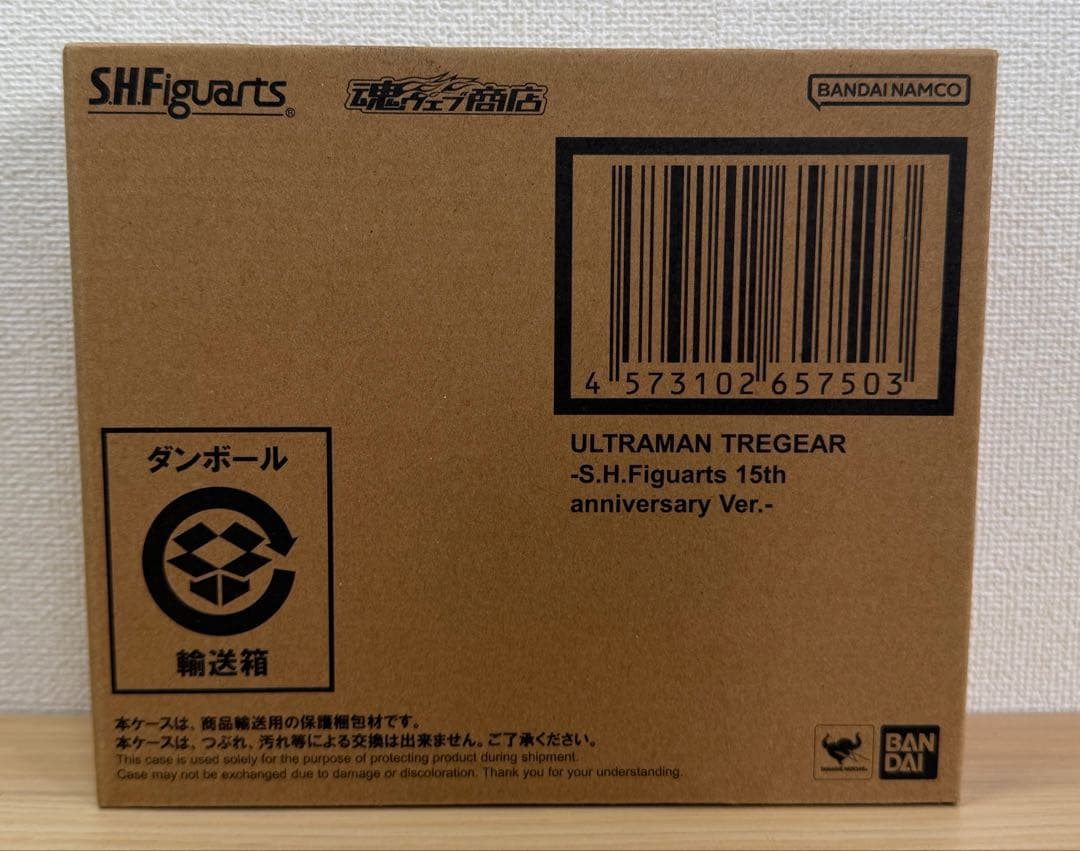 S.H.Figuarts®
魂ウェブ商店
BANDAI NAMCO
4 573102 657503
ULTRAMAN TREGEAR
-S.H.Figuarts 15th
anniversary Ver.-
ダンボール
輸送箱
本ケースは、商品輸送用の保護梱包材です。
本ケースは、つぶれ、汚れ等による交換は出来ません。ご了承ください。
This case is used solely for the purpose of protecting product during shipment.
Case may not be exchanged due to damage or discoloration. Thank you for your understanding.
BAN
DAI